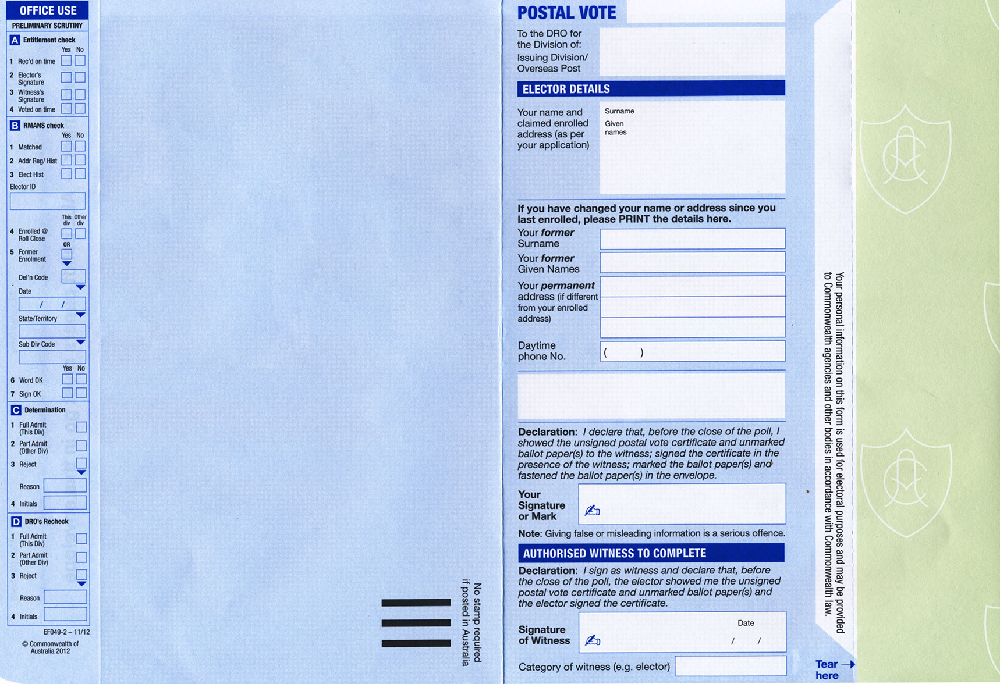 OFFICE USE
PRELIMINARY SCRUTINY
A Entitlement check
Yes No
1 Rec'd on time
2 Elector's
Signature
3 Witness's
Signature
4 Voted on time
B RMANS check
Yes No
1 Matched
2 Addr Reg/ Hist
3 Elect Hist
Elector ID
This Other
div div
4 Enrolled @
Roll Close
OR
5 Former
Enrolment
Del'n Code
Date
/ /
State/Territory
Sub Div Code
Yes No
6 Word OK
7 Sign OK
C Determination
1 Full Admit
(This Div)
2 Part Admit
(Other Div)
3 Reject
Reason
4 Initials
D DRO's Recheck
1 Full Admit
(This Div)
2 Part Admit
(Other Div)
3 Reject
Reason
4 Initials
EF049-2 – 11/12
© Commonwealth of
Australia 2012
No stamp required
if posted in Australia
POSTAL VOTE
To the DRO for
the Division of:
Issuing Division/
Overseas Post
ELECTOR DETAILS
Your name and
claimed enrolled
address (as per
your application)
Surname
Given
names
If you have changed your name or address since you
last enrolled, please PRINT the details here.
Your former
Surname
Your former
Given Names
Your permanent
address (if different
from your enrolled
address)
Daytime
phone No.
( )
Declaration: I declare that, before the close of the poll, I
showed the unsigned postal vote certificate and unmarked
ballot paper(s) to the witness; signed the certificate in the
presence of the witness; marked the ballot paper(s) and
fastened the ballot paper(s) in the envelope.
Your
Signature
or Mark
Note: Giving false or misleading information is a serious offence.
AUTHORISED WITNESS TO COMPLETE
Declaration: I sign as witness and declare that, before
the close of the poll, the elector showed me the unsigned
postal vote certificate and unmarked ballot paper(s) and
the elector signed the certificate.
Signature
of Witness
Date
/ /
Category of witness (e.g. elector)
Your personal information on this form is used for electoral purposes and may be provided
to Commonwealth agencies and other bodies in accordance with Commonwealth law.
Tear
here